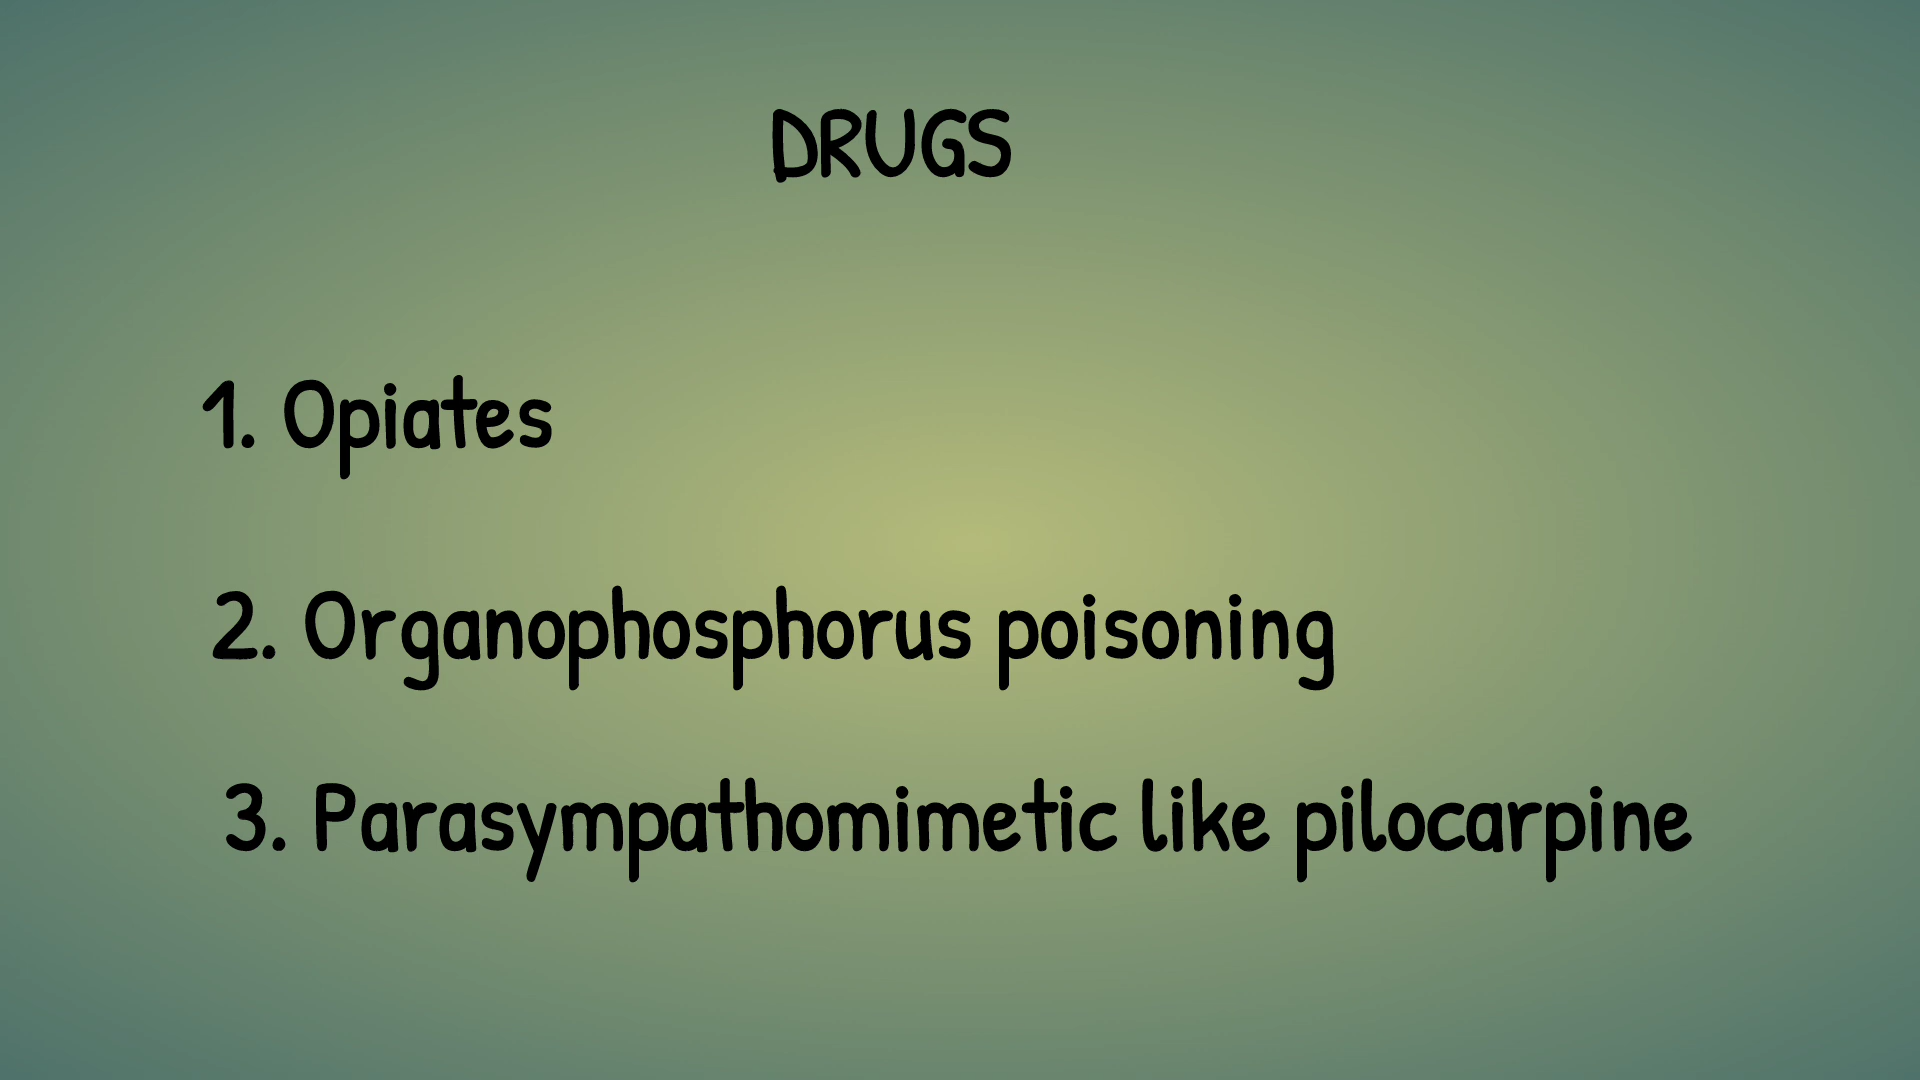 DRUGS
1. Opiates
2. Organophosphorus poisoning
3. Parasympathomimetic like pilocarpine